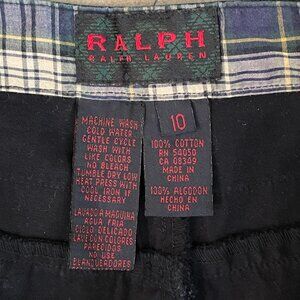 RALPH
RALPH LAUREN
MACHINE WASH
COLD WATER
GENTLE CYCLE
WASH WITH
LIKE COLORS
NO BLEACH
TUMBLE DRY LOW
HEAT PRESS WITH
COOL IRON IF
NECESSARY
LAVADO A MAQUINA
AGUA FRIA
CICLO DELICADO
LAVE CON COLORES
PARECIDOS
NO USE
BLANQUEADORES
10
100% COTTON
RN 54050
CA 08349
MADE IN
CHINA
100% ALGODON
HECHO EN
CHINA